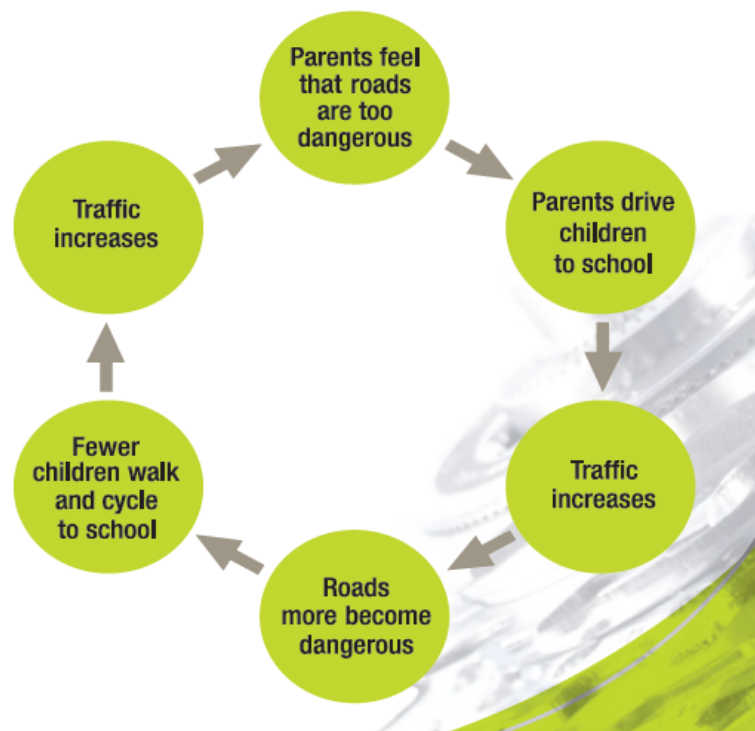 Parents feel
that roads
are too
dangerous
Parents drive
children
to school
Traffic
increases
Roads
more become
dangerous
Fewer
children walk
and cycle
to school
Traffic
increases